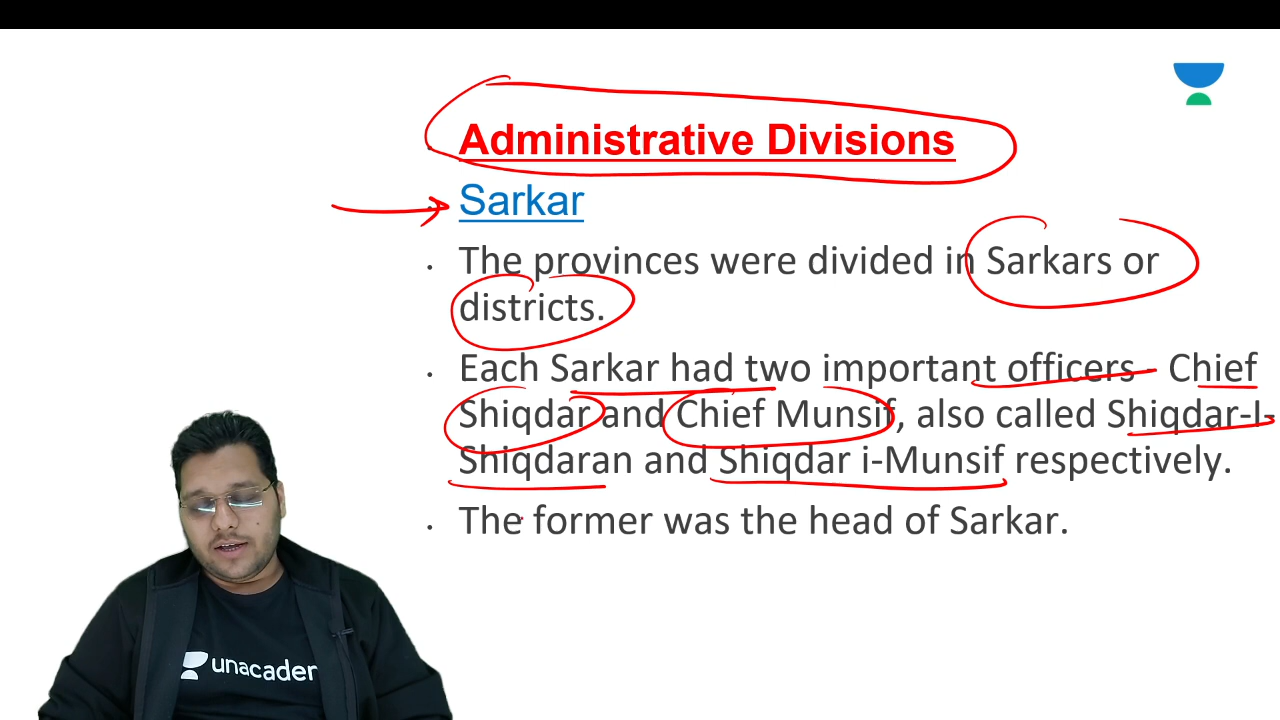 Administrative Divisions
Sarkar
The provinces were divided in Sarkars or
districts.
Each Sarkar had two important officers - Chief
Shiqdar and Chief Munsif, also called Shiqdar-I-
Shiqdaran and Shiqdar i-Munsif respectively.
The former was the head of Sarkar.
unacader